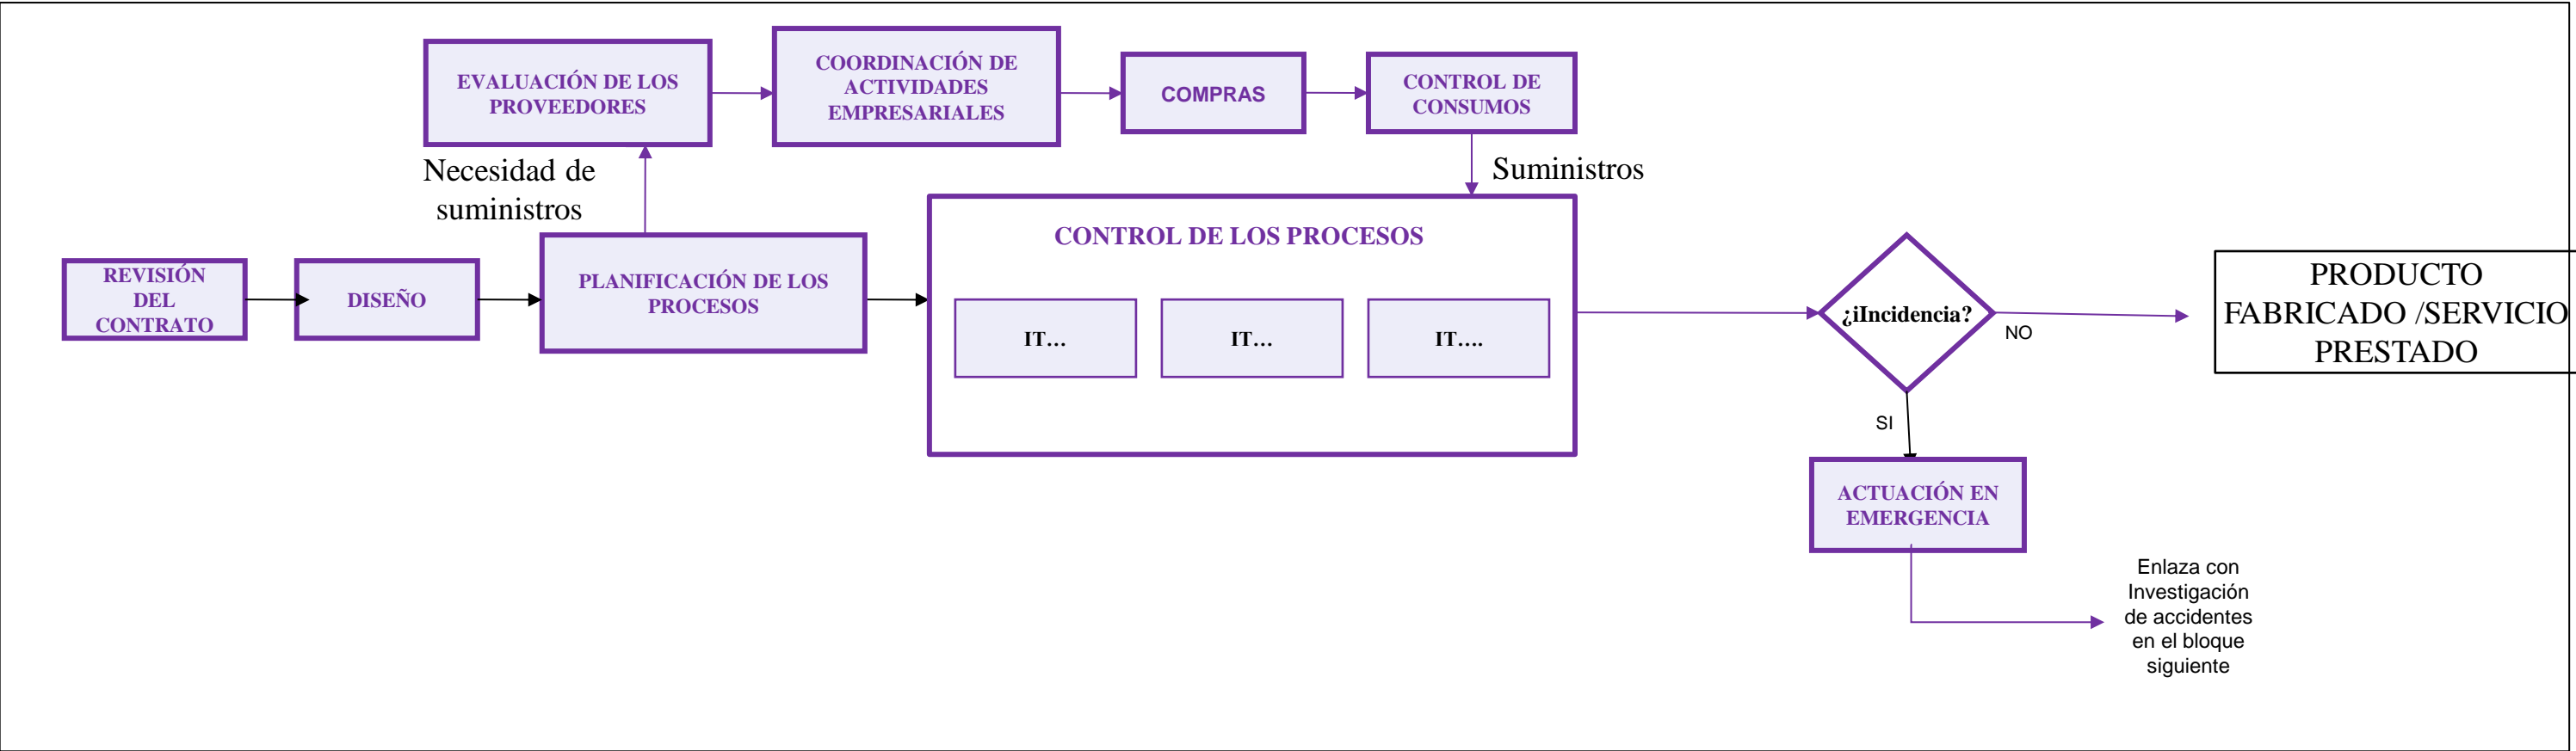 EVALUACIÓN DE LOS
PROVEEDORES
COORDINACIÓN DE
ACTIVIDADES
EMPRESARIALES
COMPRAS
CONTROL DE
CONSUMOS
Necesidad de
suministros
Suministros
REVISIÓN
DEL
CONTRATO
DISEÑO
PLANIFICACIÓN DE LOS
PROCESOS
CONTROL DE LOS PROCESOS
IT…
IT…
IT….
¿iIncidencia?
NO
SI
PRODUCTO
FABRICADO /SERVICIO
PRESTADO
ACTUACIÓN EN
EMERGENCIA
Enlaza con
Investigación
de accidentes
en el bloque
siguiente